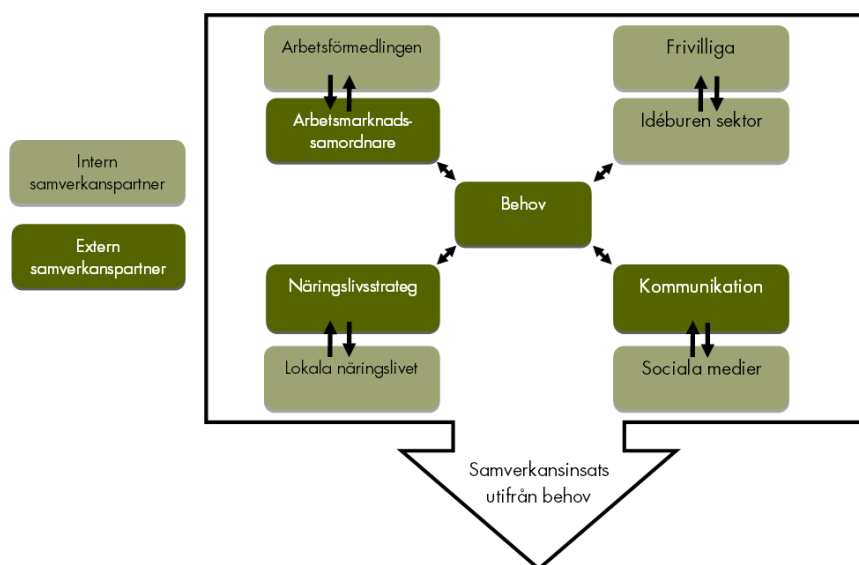 Arbetsförmedlingen
Frivilliga
Arbetsmarknads-
samordnare
Idéburen sektor
Intern
samverkanspartner
Behov
Extern
samverkanspartner
Näringslivsstrateg
Kommunikation
Lokala näringslivet
Sociala medier
Samverkansinsats
utifrån behov